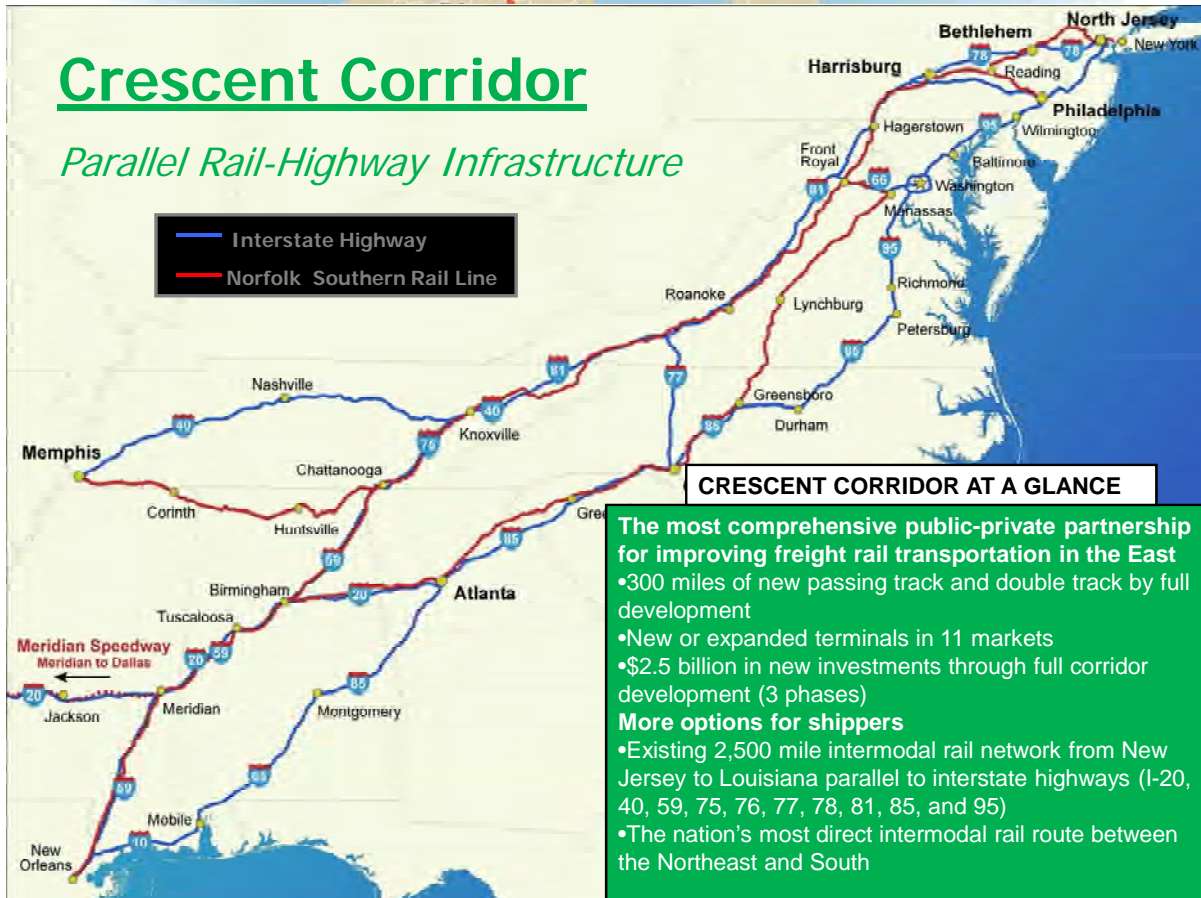 Crescent Corridor
Parallel Rail-Highway Infrastructure
Interstate Highway
Norfolk Southern Rail Line
North Jersey
New York
Bethlehem
78
78
Harrisburg
Reading
Philadelphia
Hagerstown
Wilmington
95
Front
Royal
Baltimore
81
66
Washington
Manassas
95
Richmond
Roanoke
Lynchburg
Petersburg
85
81
77
Nashville
40
40
Knoxville
Greensboro
Durham
85
75
Memphis
Chattanooga
Corinth
Huntsville
Gree
59
85
Birmingham
20
Atlanta
Tuscaloosa
Meridian Speedway
Meridian to Dallas
20
59
20
Jackson
Meridian
85
Montgomery
59
65
Mobile
10
New
Orleans
CRESCENT CORRIDOR AT A GLANCE
The most comprehensive public-private partnership
for improving freight rail transportation in the East
•300 miles of new passing track and double track by full
development
•New or expanded terminals in 11 markets
•$2.5 billion in new investments through full corridor
development (3 phases)
More options for shippers
•Existing 2,500 mile intermodal rail network from New
Jersey to Louisiana parallel to interstate highways (I-20,
40, 59, 75, 76, 77, 78, 81, 85, and 95)
•The nation's most direct intermodal rail route between
the Northeast and South